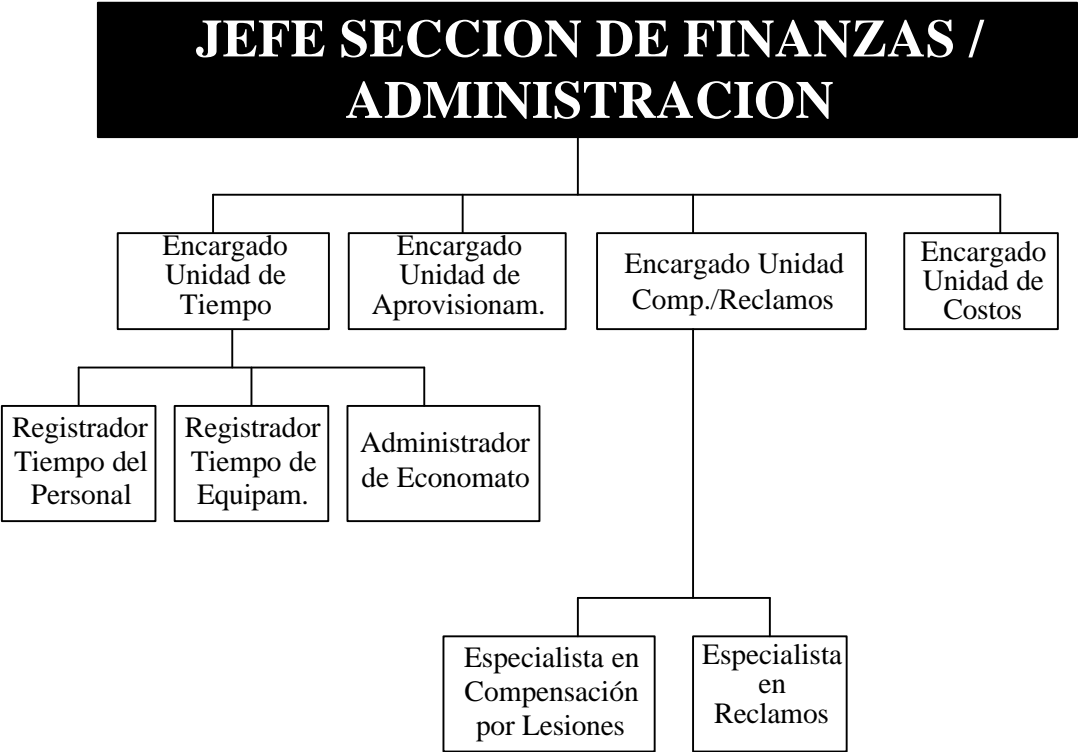 JEFE SECCION DE FINANZAS /
ADMINISTRACION
Encargado
Unidad de
Tiempo
Encargado
Unidad de
Aprovisionam.
Encargado Unidad
Comp./Reclamos
Encargado
Unidad de
Costos
Registrador
Tiempo del
Personal
Registrador
Tiempo de
Equipam.
Administrador
de Economato
Especialista en
Compensación
por Lesiones
Especialista
en
Reclamos